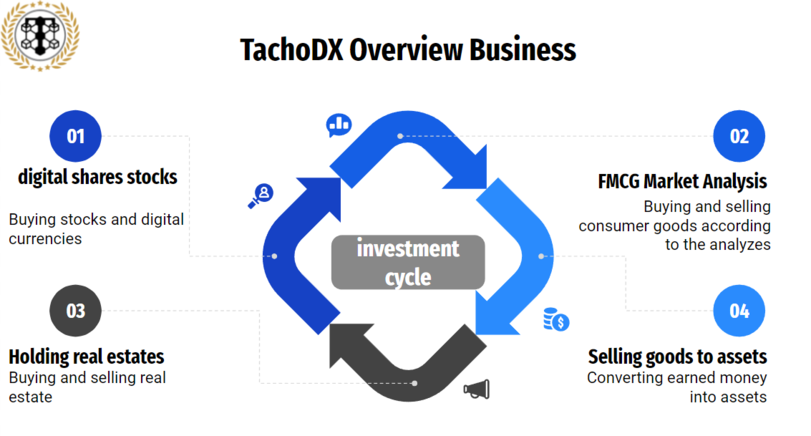 TachoDX Overview Business
01
digital shares stocks
Buying stocks and digital
currencies
02
FMCG Market Analysis
Buying and selling
consumer goods according
to the analyzes
investment
cycle
03
Holding real estates
Buying and selling real
estate
04
Selling goods to assets
Converting earned money
into assets
T
$